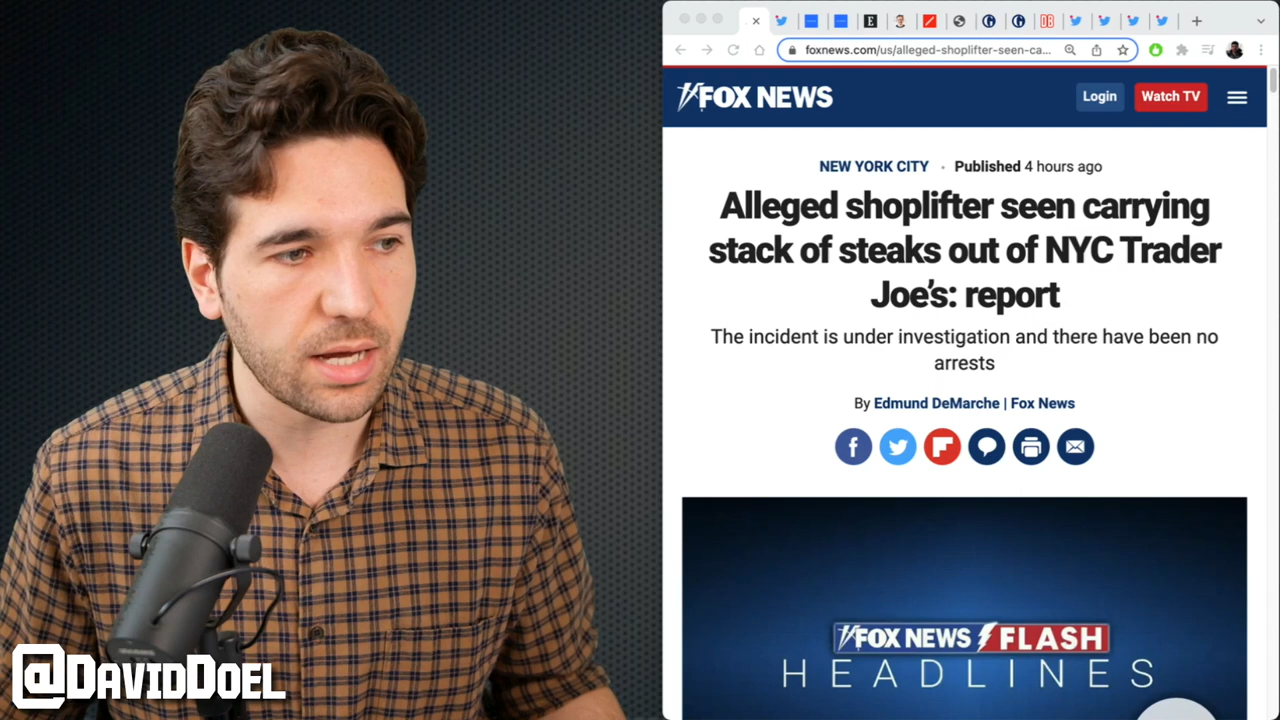 foxnews.com/us/alleged-shoplifter-seen-ca...
FOX NEWS
Login
Watch TV
NEW YORK CITY · Published 4 hours ago
Alleged shoplifter seen carrying
stack of steaks out of NYC Trader
Joe's: report
The incident is under investigation and there have been no
arrests
By Edmund DeMarche | Fox News
FOX NEWS FLASH
HEADLINES
@DAVIDDOEL